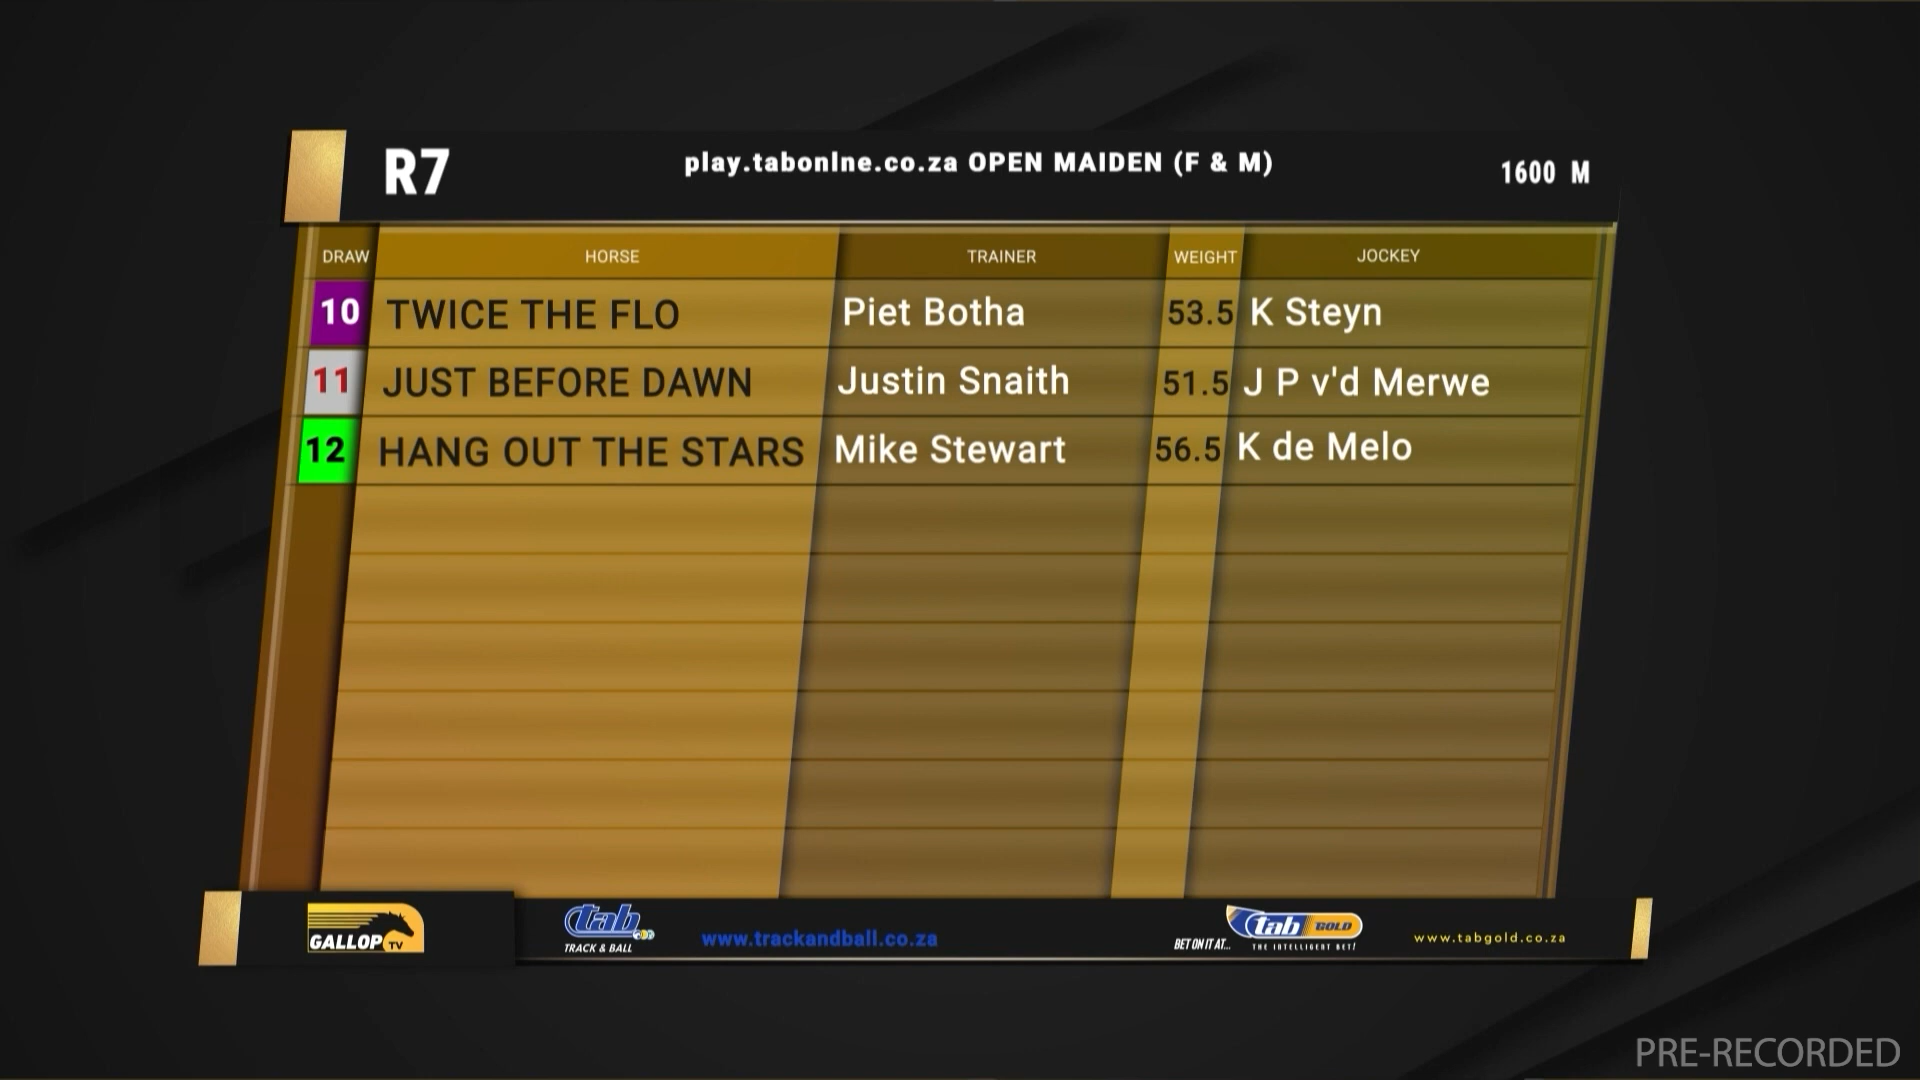 R7 play.tabonlne.co.za OPEN MAIDEN (F & M) 1600 M
DRAW HORSE TRAINER WEIGHT JOCKEY
10 TWICE THE FLO Piet Botha 53.5 K Steyn
11 JUST BEFORE DAWN Justin Snaith 51.5 J P v'd Merwe
12 HANG OUT THE STARS Mike Stewart 56.5 K de Melo
GALLOP TV
tab
TRACK & BALL
www.trackandball.co.za
BET ON IT AT...
tab GOLD
THE INTELLIGENT BET!
www.tabgold.co.za
PRE-RECORDED